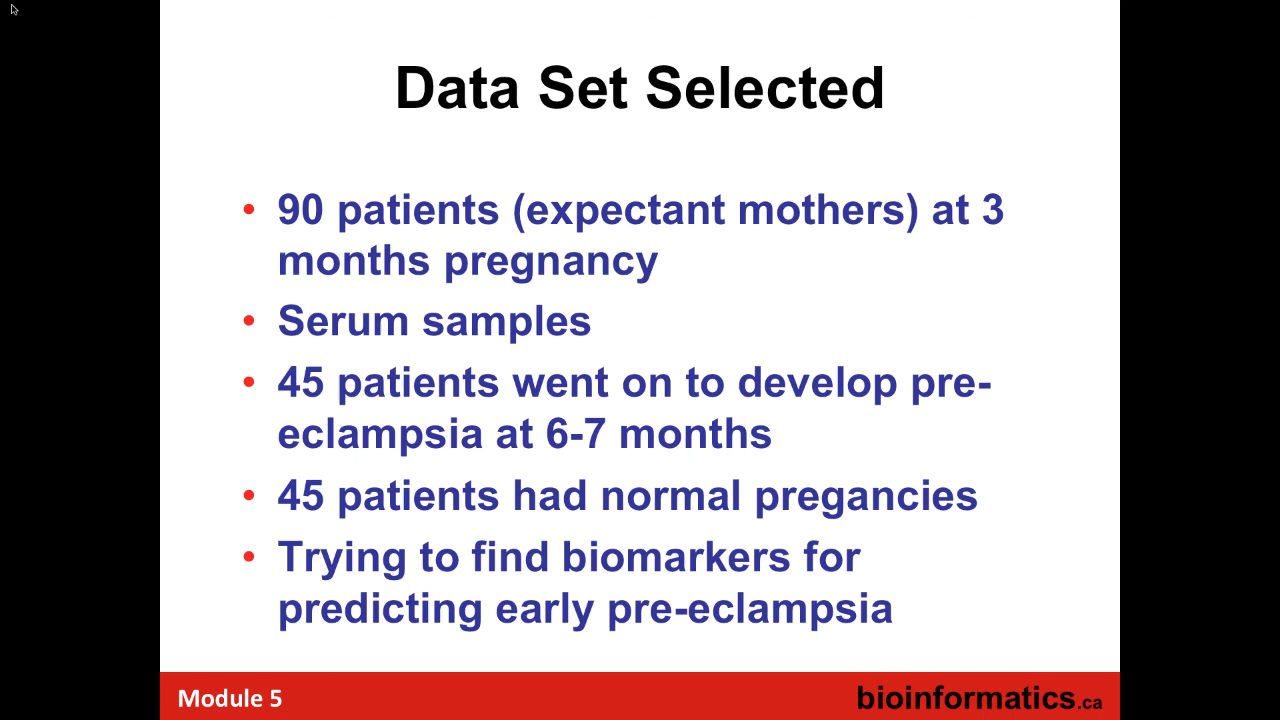 Data Set Selected
• 90 patients (expectant mothers) at 3
months pregnancy
• Serum samples
• 45 patients went on to develop pre-
eclampsia at 6-7 months
• 45 patients had normal pregancies
• Trying to find biomarkers for
predicting early pre-eclampsia
Module 5
bioinformatics.ca